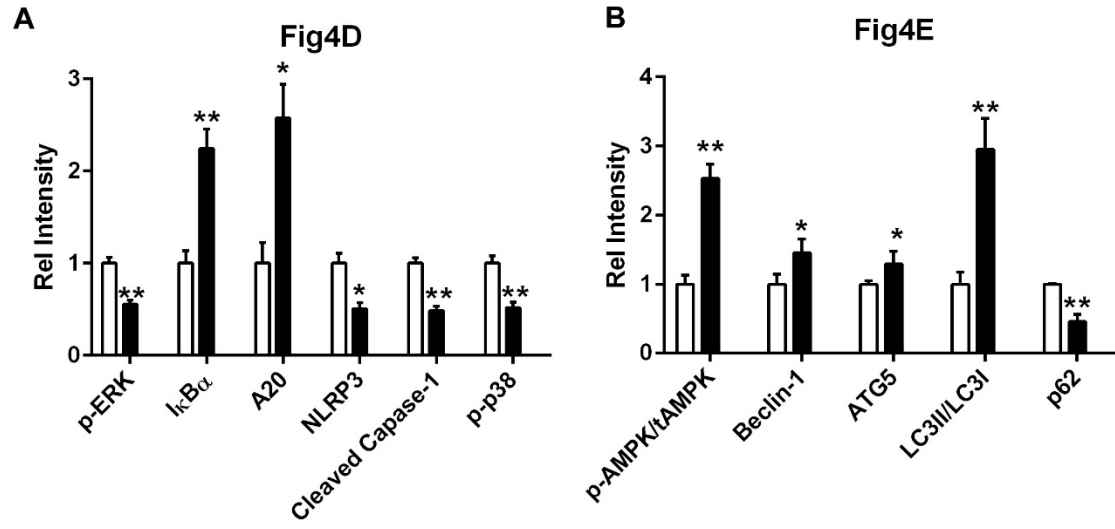 A
Fig4D
Rel Intensity
3
2
1
0
**
**
*
*
**
**
p-ERK
IκBα
A20
NLRP3
Cleaved Capase-1
p-p38
B
Fig4E
Rel Intensity
4
3
2
1
0
**
*
*
**
**
p-AMPK/tAMPK
Beclin-1
ATG5
LC3II/LC3I
p62